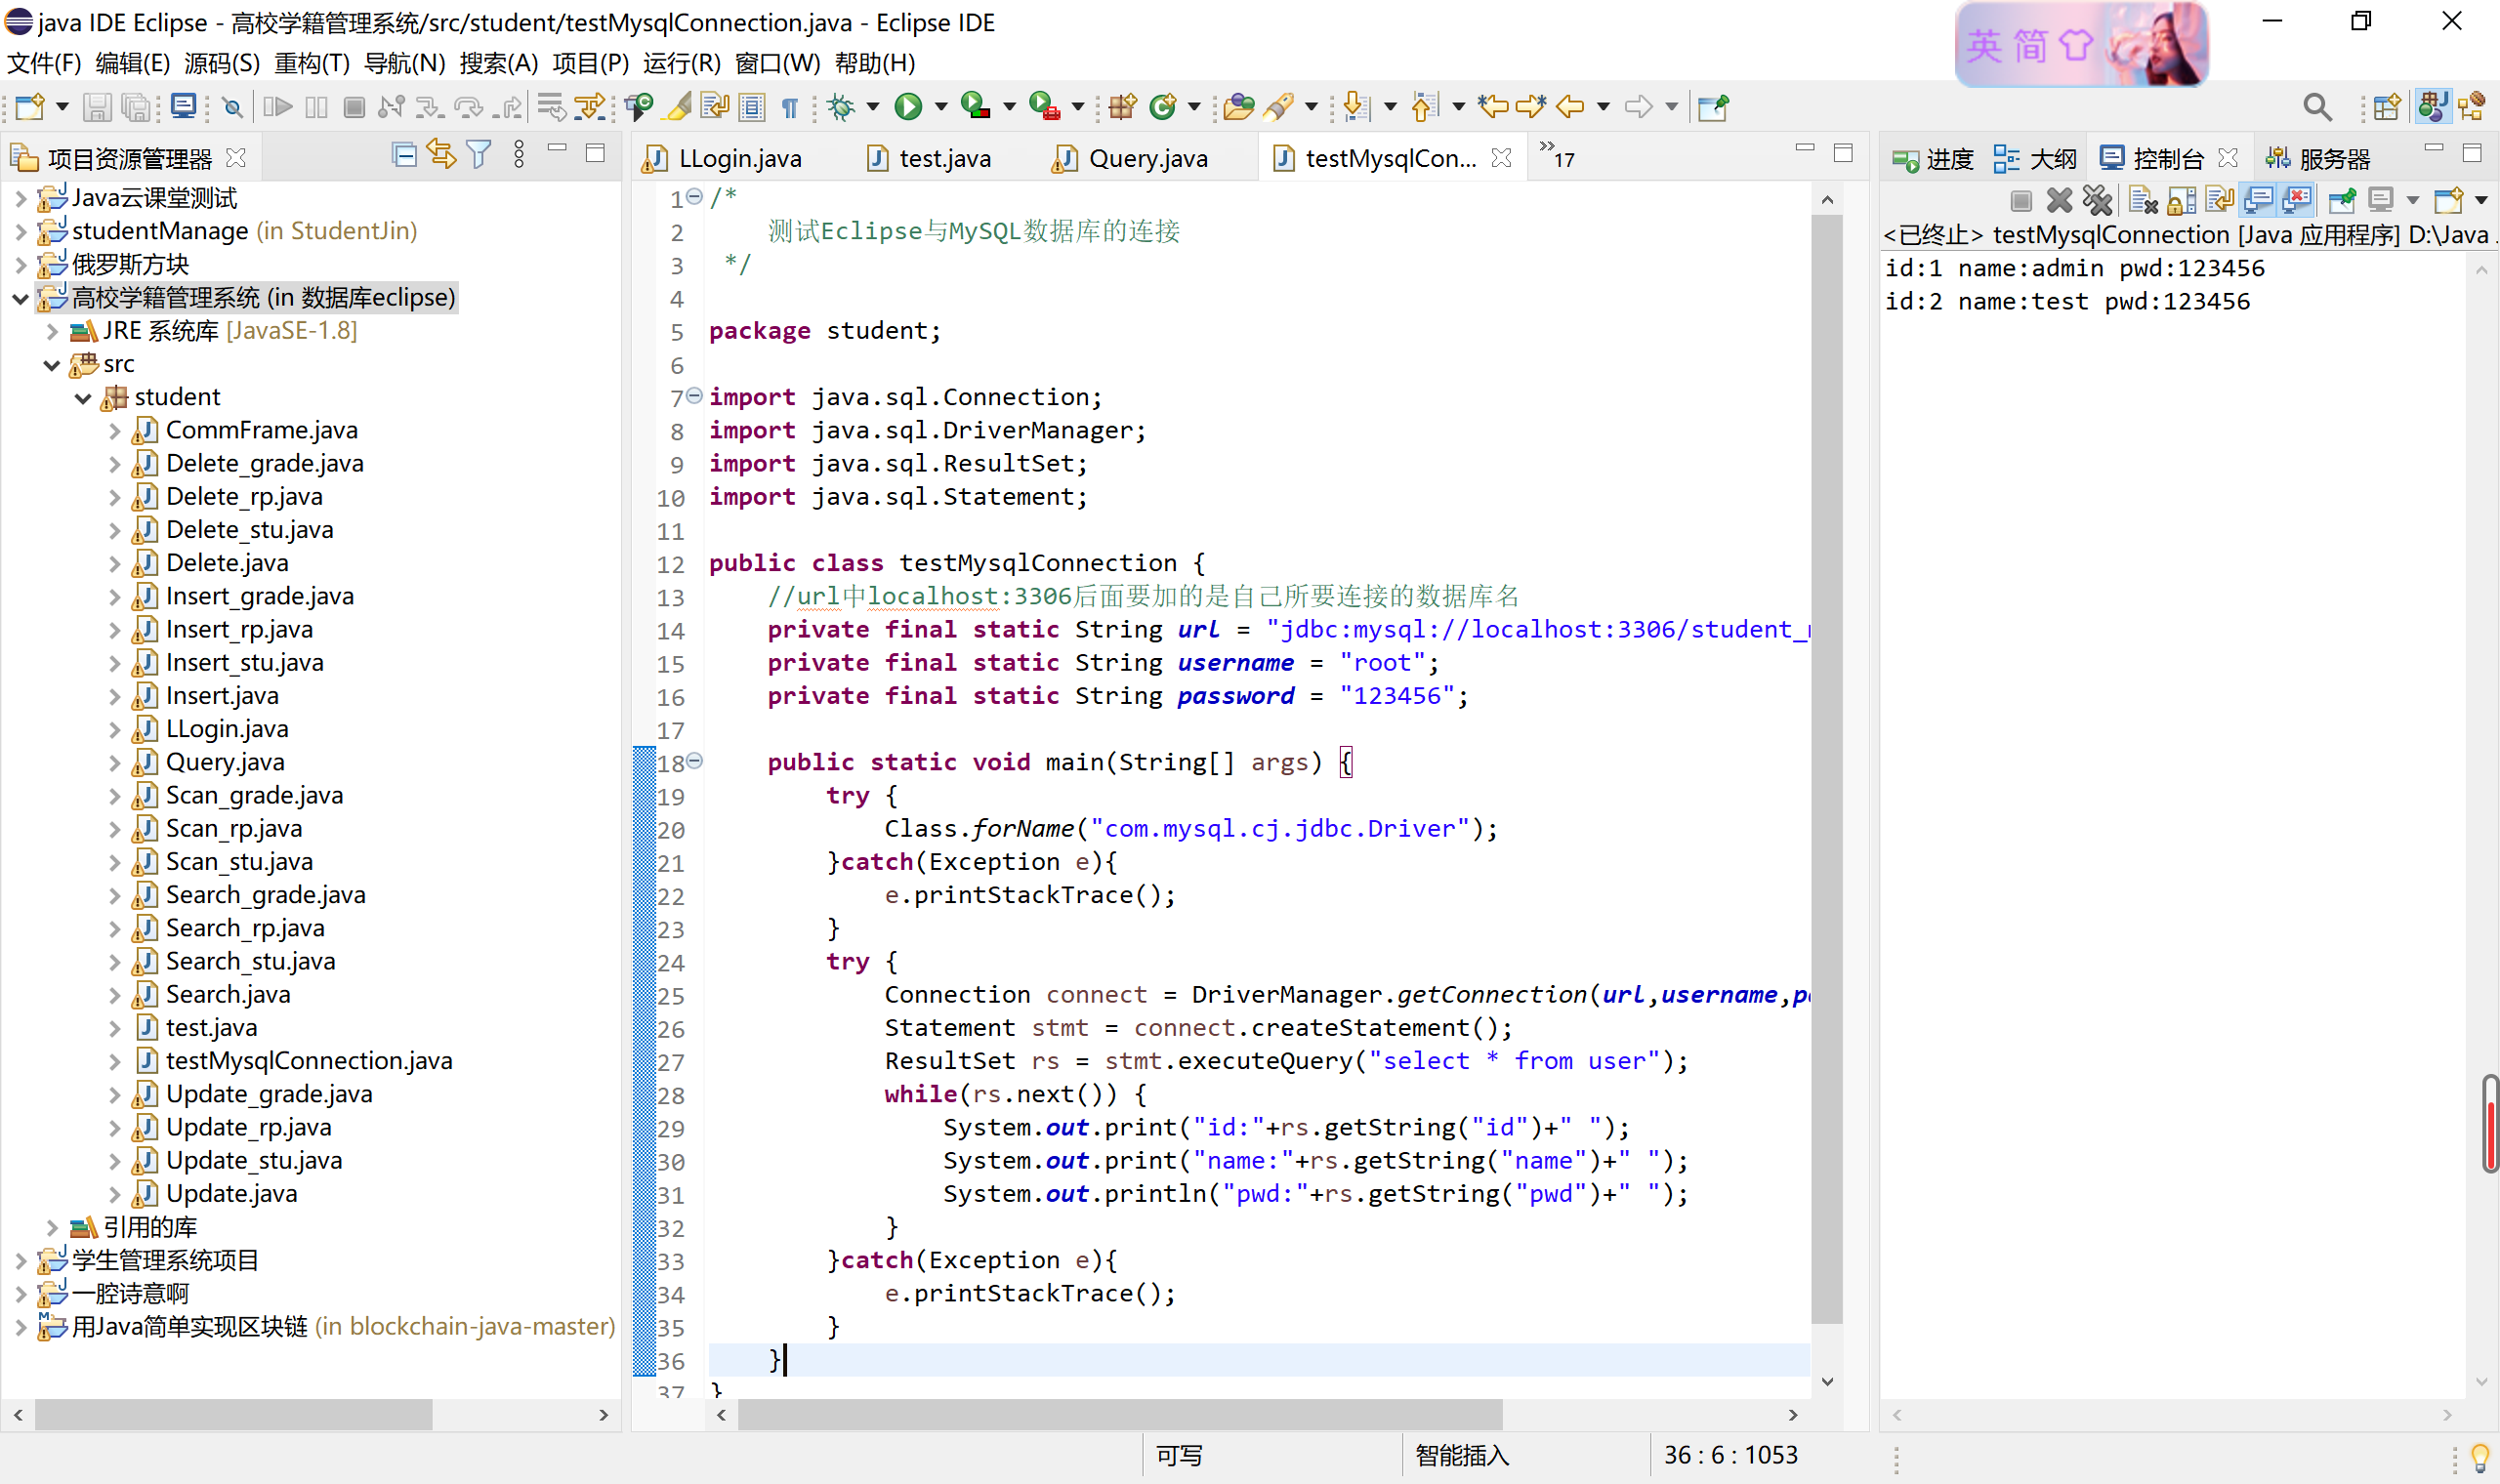 java IDE Eclipse - 高校学籍管理系统/src/student/testMysqlConnection.java - Eclipse IDE
英 简
文件(F) 编辑(E) 源码(S) 重构(T) 导航(N) 搜索(A) 项目(P) 运行(R) 窗口(W) 帮助(H)
项目资源管理器
Java云课堂测试
studentManage (in StudentJin)
俄罗斯方块
高校学籍管理系统 (in 数据库eclipse)
JRE 系统库 [JavaSE-1.8]
src
student
CommFrame.java
Delete_grade.java
Delete_rp.java
Delete_stu.java
Delete.java
Insert_grade.java
Insert_rp.java
Insert_stu.java
Insert.java
LLogin.java
Query.java
Scan_grade.java
Scan_rp.java
Scan_stu.java
Search_grade.java
Search_rp.java
Search_stu.java
Search.java
test.java
testMysqlConnection.java
Update_grade.java
Update_rp.java
Update_stu.java
Update.java
引用的库
学生管理系统项目
一腔诗意啊
用Java简单实现区块链 (in blockchain-java-master)
LLogin.java test.java Query.java testMysqlCon... »17
1 /*
2     测试Eclipse与MySQL数据库的连接
3  */
4
5 package student;
6
7 import java.sql.Connection;
8 import java.sql.DriverManager;
9 import java.sql.ResultSet;
10 import java.sql.Statement;
11
12 public class testMysqlConnection {
13     //url中localhost:3306后面要加的是自己所要连接的数据库名
14     private final static String url = "jdbc:mysql://localhost:3306/student_
15     private final static String username = "root";
16     private final static String password = "123456";
17
18     public static void main(String[] args) {
19         try {
20             Class.forName("com.mysql.cj.jdbc.Driver");
21         }catch(Exception e){
22             e.printStackTrace();
23         }
24         try {
25             Connection connect = DriverManager.getConnection(url,username,p
26             Statement stmt = connect.createStatement();
27             ResultSet rs = stmt.executeQuery("select * from user");
28             while(rs.next()) {
29                 System.out.print("id:"+rs.getString("id")+" ");
30                 System.out.print("name:"+rs.getString("name")+" ");
31                 System.out.println("pwd:"+rs.getString("pwd")+" ");
32             }
33         }catch(Exception e){
34             e.printStackTrace();
35         }
36     }
37 }
进度 大纲 控制台 服务器
<已终止> testMysqlConnection [Java 应用程序] D:\Java
id:1 name:admin pwd:123456
id:2 name:test pwd:123456
可写 智能插入 36 : 6 : 1053